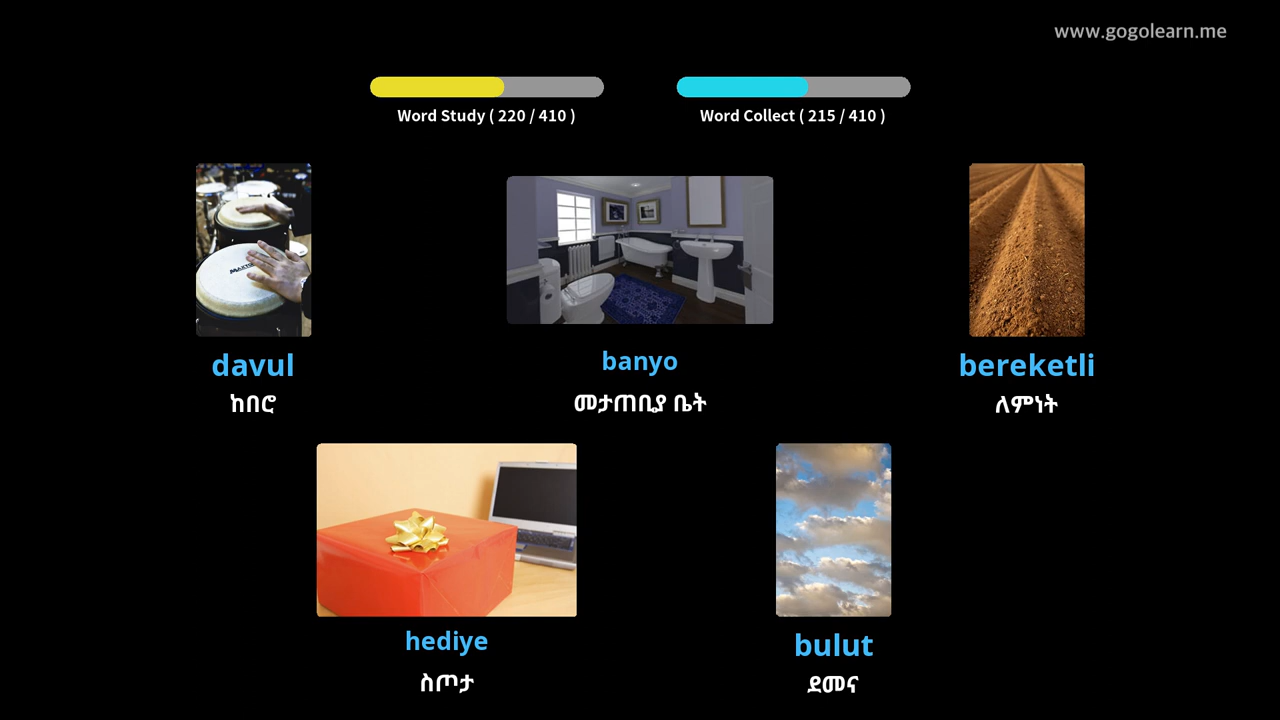 www.gogolearn.me
Word Study ( 220 / 410 )
Word Collect ( 215 / 410 )
davul
ከበሮ
banyo
መታጠቢያ ቤት
bereketli
ለምነት
hediye
ስጦታ
bulut
ደመና